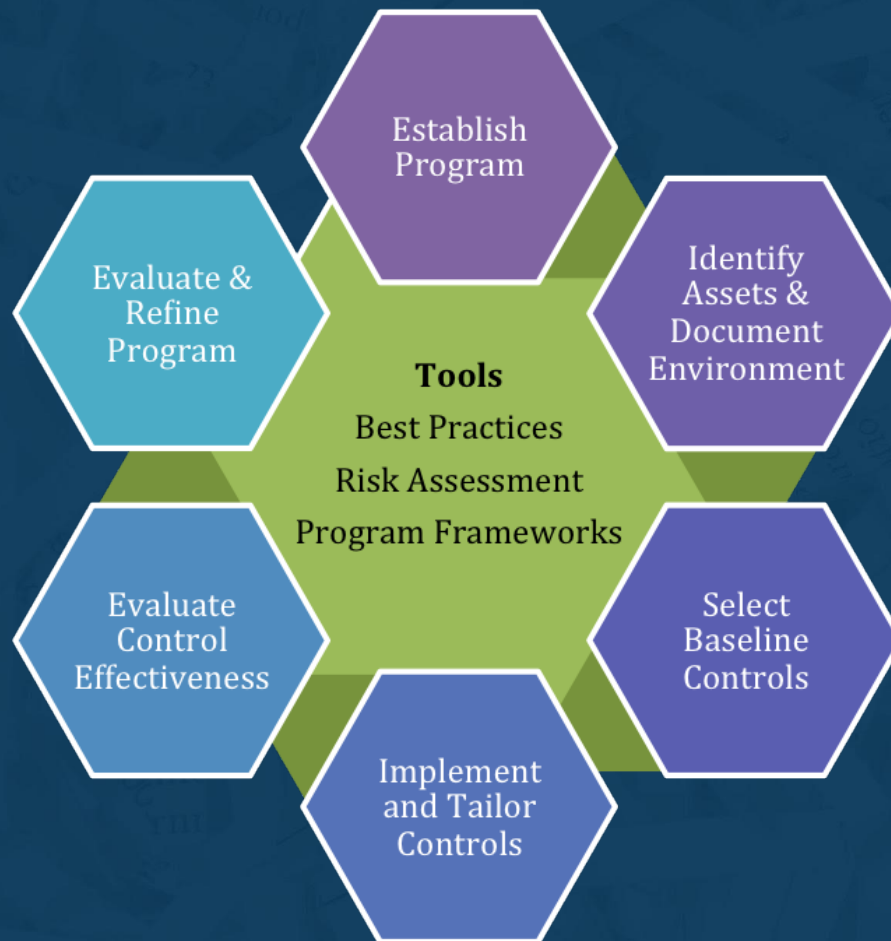 Establish
Program
Identify
Assets &
Document
Environment
Select
Baseline
Controls
Implement
and Tailor
Controls
Evaluate
Control
Effectiveness
Evaluate &
Refine
Program
Tools
Best Practices
Risk Assessment
Program Frameworks